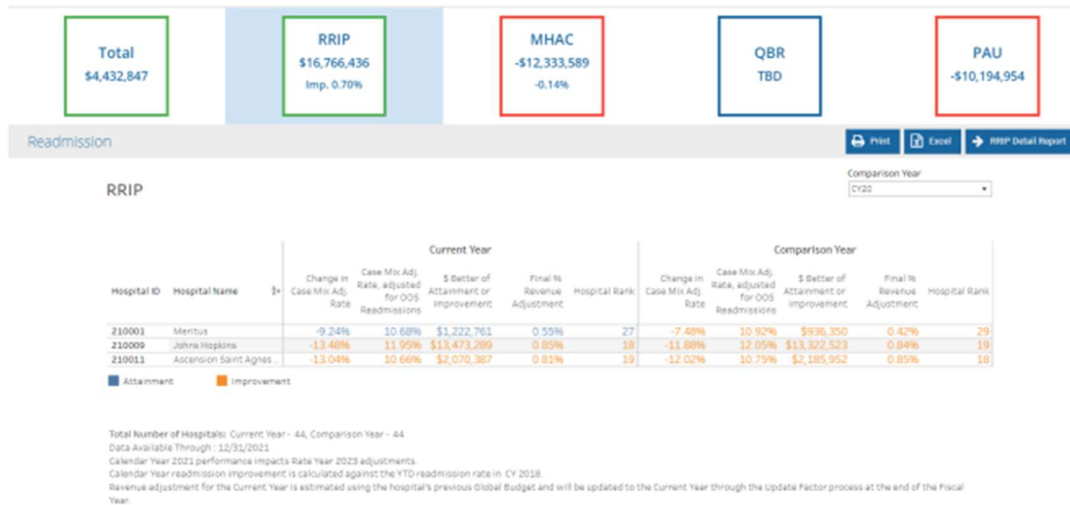 Total
$4,432,847
RRIP
$16,766,436
Imp. 0.70%
MHAC
-$12,333,589
-0.14%
QBR
TBD
PAU
-$10,194,954
Readmission
Print
Excel
RRIP Detail Report
RRIP
Comparison Year
CY20
Current Year
Comparison Year
Hospital ID
Hospital Name
Change in Case Mix Adj. Rate
Case Mix Adj. Rate, adjusted for OOS Readmissions
$ Better of Attainment or Improvement
Final % Revenue Adjustment
Hospital Rank
Change in Case Mix Adj. Rate
Case Mix Adj. Rate, adjusted for OOS Readmissions
$ Better of Attainment or Improvement
Final % Revenue Adjustment
Hospital Rank
210001 Meritus -9.24% 10.68% $1,222,761 0.55% 27 -7.48% 10.92% $936,350 0.42% 29
210009 Johns Hopkins -13.48% 11.95% $13,473,289 0.85% 18 -11.88% 12.05% $13,322,523 0.84% 19
210011 Ascension Saint Agnes .. -13.04% 10.66% $2,070,387 0.81% 19 -12.02% 10.75% $2,185,952 0.85% 18
Attainment
Improvement
Total Number of Hospitals: Current Year - 44, Comparison Year - 44
Data Available Through : 12/31/2021
Calendar Year 2021 performance impacts Rate Year 2023 adjustments.
Calendar Year readmission improvement is calculated against the YTD readmission rate in CY 2018.
Revenue adjustment for the Current Year is estimated using the hospital's previous Global Budget and will be updated to the Current Year through the Update Factor process at the end of the Fiscal
Year.